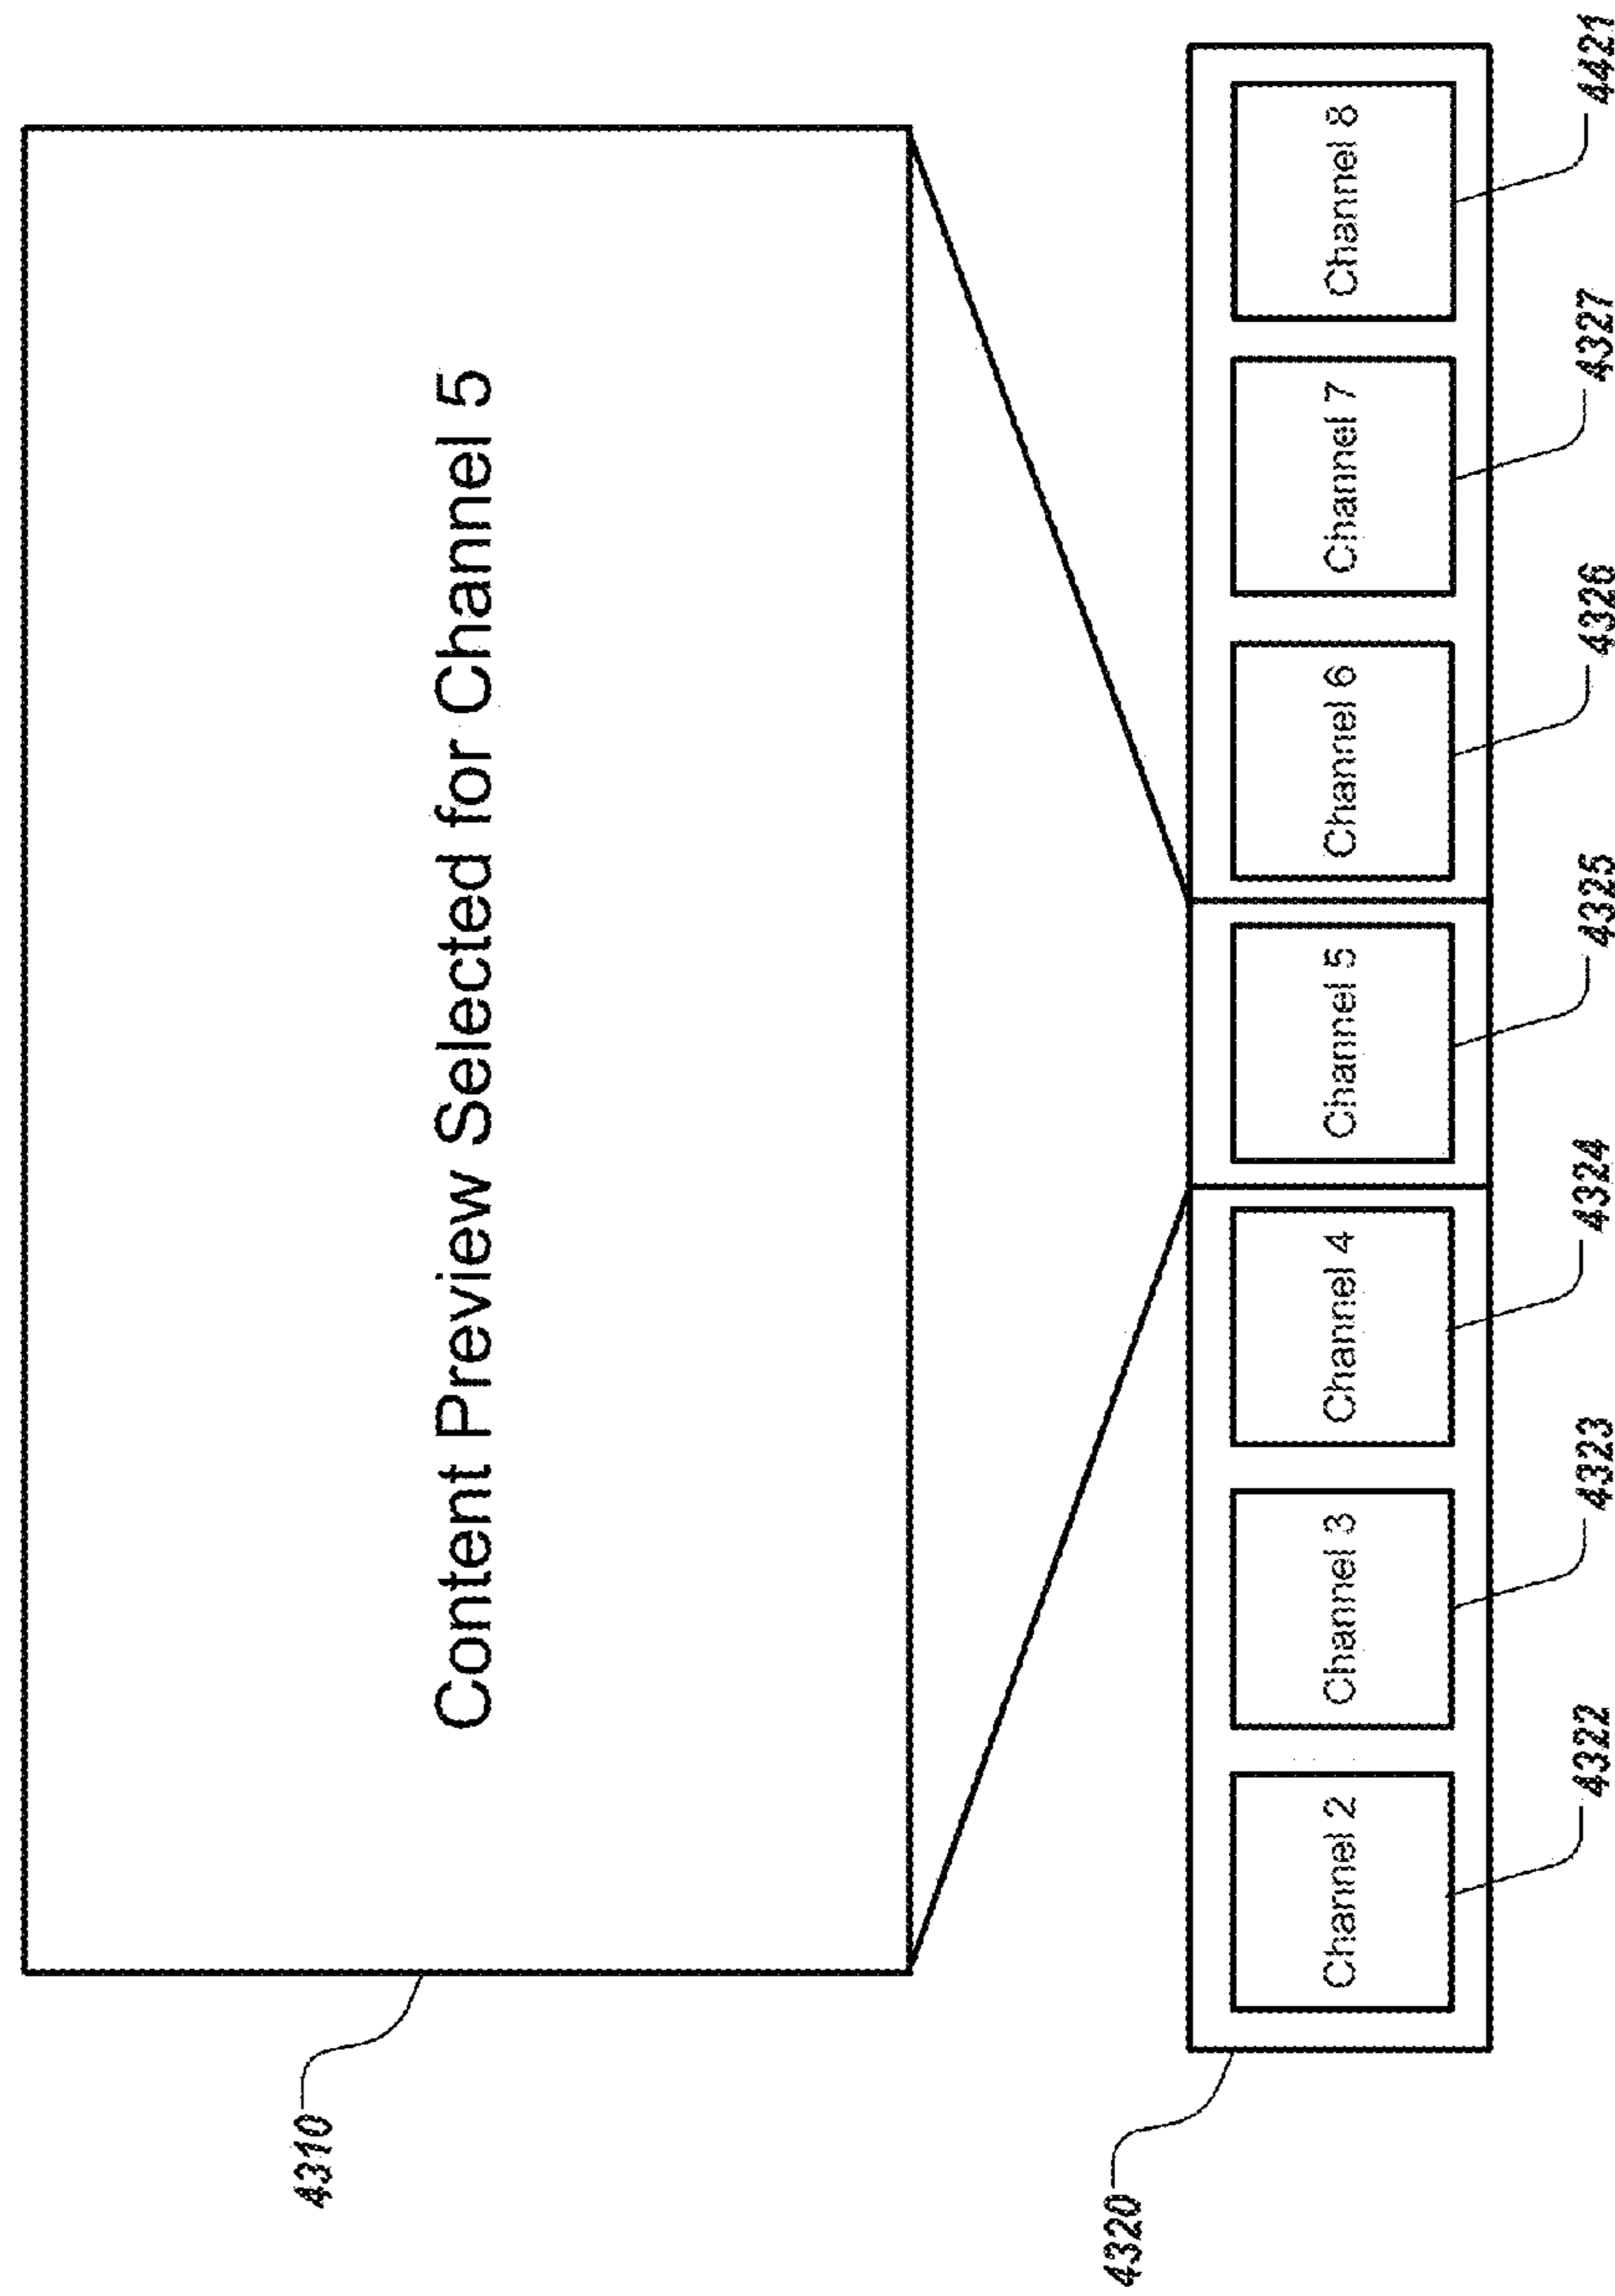 Content Preview Selected for Channel 5
4310
4320
Channel 2
Channel 3
Channel 4
Channel 5
Channel 6
Channel 7
Channel 8
4322
4323
4324
4325
4326
4327
4421